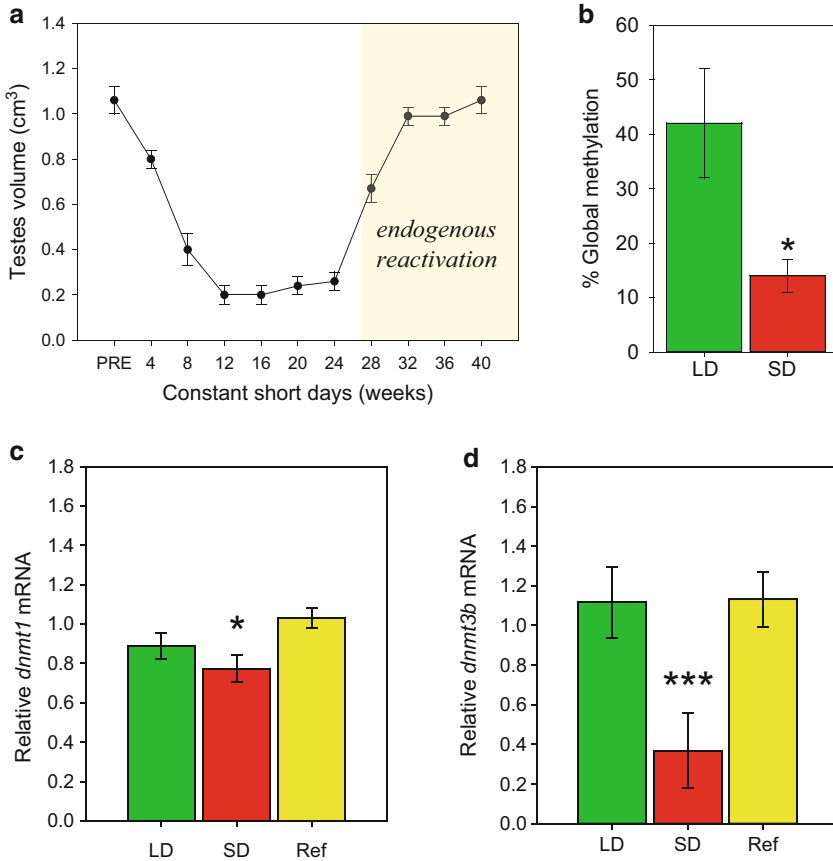 a
Testes volume (cm³)
1.4
1.2
1.0
0.8
0.6
0.4
0.2
0.0
endogenous
reactivation
PRE 4 8 12 16 20 24 28 32 36 40
Constant short days (weeks)
b
% Global methylation
60
50
40
30
20
10
0
*
LD SD
c
Relative dnmt1 mRNA
1.8
1.6
1.4
1.2
1.0
0.8
0.6
0.4
0.2
0.0
*
LD SD Ref
d
Relative dnmt3b mRNA
1.8
1.6
1.4
1.2
1.0
0.8
0.6
0.4
0.2
0.0
***
LD SD Ref